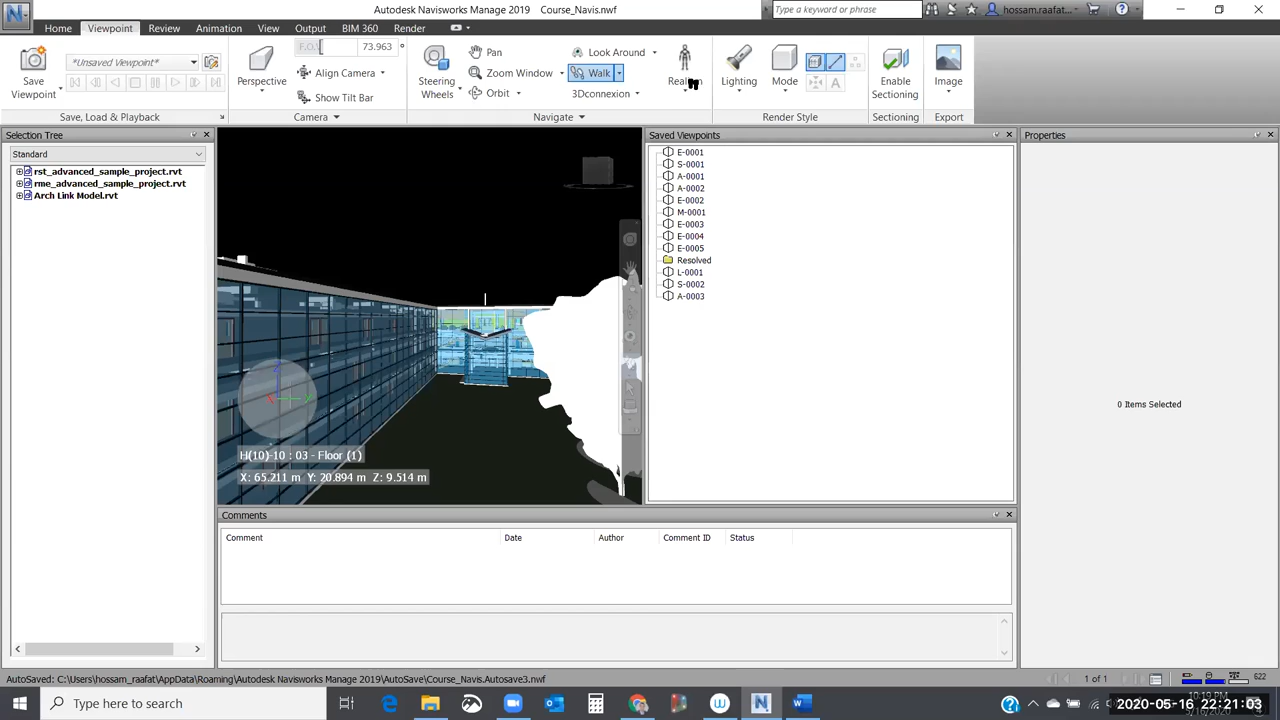 Autodesk Navisworks Manage 2019 Course_Navis.nwf
Type a keyword or phrase
hossam.raafat...
Home Viewpoint Review Animation View Output BIM 360 Render
Save Viewpoint
*Unsaved Viewpoint*
Save, Load & Playback
Perspective
F.O.V. 73.963 °
Align Camera
Show Tilt Bar
Camera
Steering Wheels
Pan
Zoom Window
Orbit
Look Around
Walk
3Dconnexion
Navigate
Lighting
Mode
Render Style
Enable Sectioning
Sectioning
Image
Export
Selection Tree
Standard
rst_advanced_sample_project.rvt
rme_advanced_sample_project.rvt
Arch Link Model.rvt
H(10)-10 : 03 - Floor (1)
X: 65.211 m Y: 20.894 m Z: 9.514 m
Saved Viewpoints
E-0001
S-0001
A-0001
A-0002
E-0002
M-0001
E-0003
E-0004
E-0005
Resolved
L-0001
S-0002
A-0003
Properties
0 Items Selected
Comments
Comment Date Author Comment ID Status
AutoSaved: C:\Users\hossam_raafat\AppData\Roaming\Autodesk Navisworks Manage 2019\AutoSave\Course_Navis.Autosave3.nwf
1 of 1
622
Type here to search
10:19 PM
2020-05-16 22:21:03